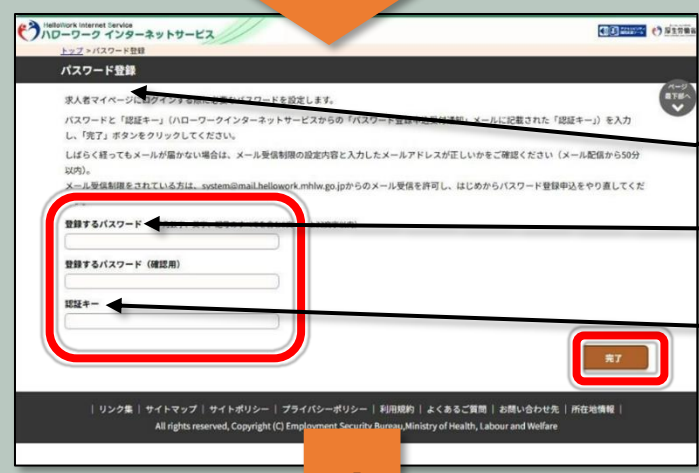 HelloWork Internet Service
ハローワーク インターネットサービス
厚生労働省
トップ > パスワード登録
パスワード登録
ページ
最下部へ
求人者マイページにログインする際に必要なパスワードを設定します。
パスワードと「認証キー」（ハローワークインターネットサービスからの「パスワード登録申込受付通知」メールに記載された「認証キー」）を入力
し、「完了」ボタンをクリックしてください。
しばらく経ってもメールが届かない場合は、メール受信制限の設定内容と入力したメールアドレスが正しいかをご確認ください（メール配信から50分
以内）。
メール受信制限をされている方は、system@mail.hellowork.mhlw.go.jpからのメール受信を許可し、はじめからパスワード登録申込をやり直してくだ
登録するパスワード
登録するパスワード（確認用）
認証キー
完了
| リンク集 | サイトマップ | サイトポリシー | プライバシーポリシー | 利用規約 | よくあるご質問 | お問い合わせ先 | 所在地情報 |
All rights reserved, Copyright (C) Employment Security Bureau,Ministry of Health, Labour and Welfare